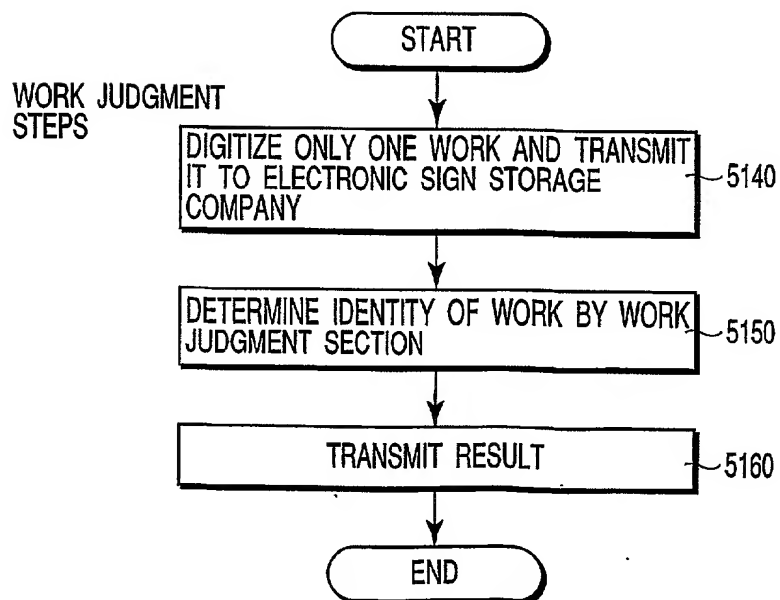 START
WORK JUDGMENT
STEPS
DIGITIZE ONLY ONE WORK AND TRANSMIT
IT TO ELECTRONIC SIGN STORAGE
COMPANY
5140
DETERMINE IDENTITY OF WORK BY WORK
JUDGMENT SECTION
5150
TRANSMIT RESULT
5160
END